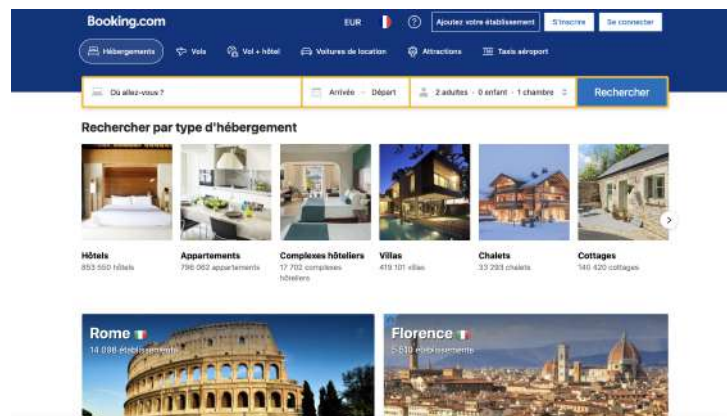 Booking.com
EUR
Ajoutez votre établissement
S'inscrire
Se connecter
Hébergements
Vols
Vol + hôtel
Voitures de location
Attractions
Taxis aéroport
Où allez-vous ?
Arrivée — Départ
2 adultes · 0 enfant · 1 chambre
Rechercher
Rechercher par type d'hébergement
Hôtels
853 550 hôtels
Appartements
796 062 appartements
Complexes hôteliers
17 702 complexes
hôteliers
Villas
419 101 villas
Chalets
33 293 chalets
Cottages
140 420 cottages
Rome
14 098 établissements
Florence
5 510 établissements